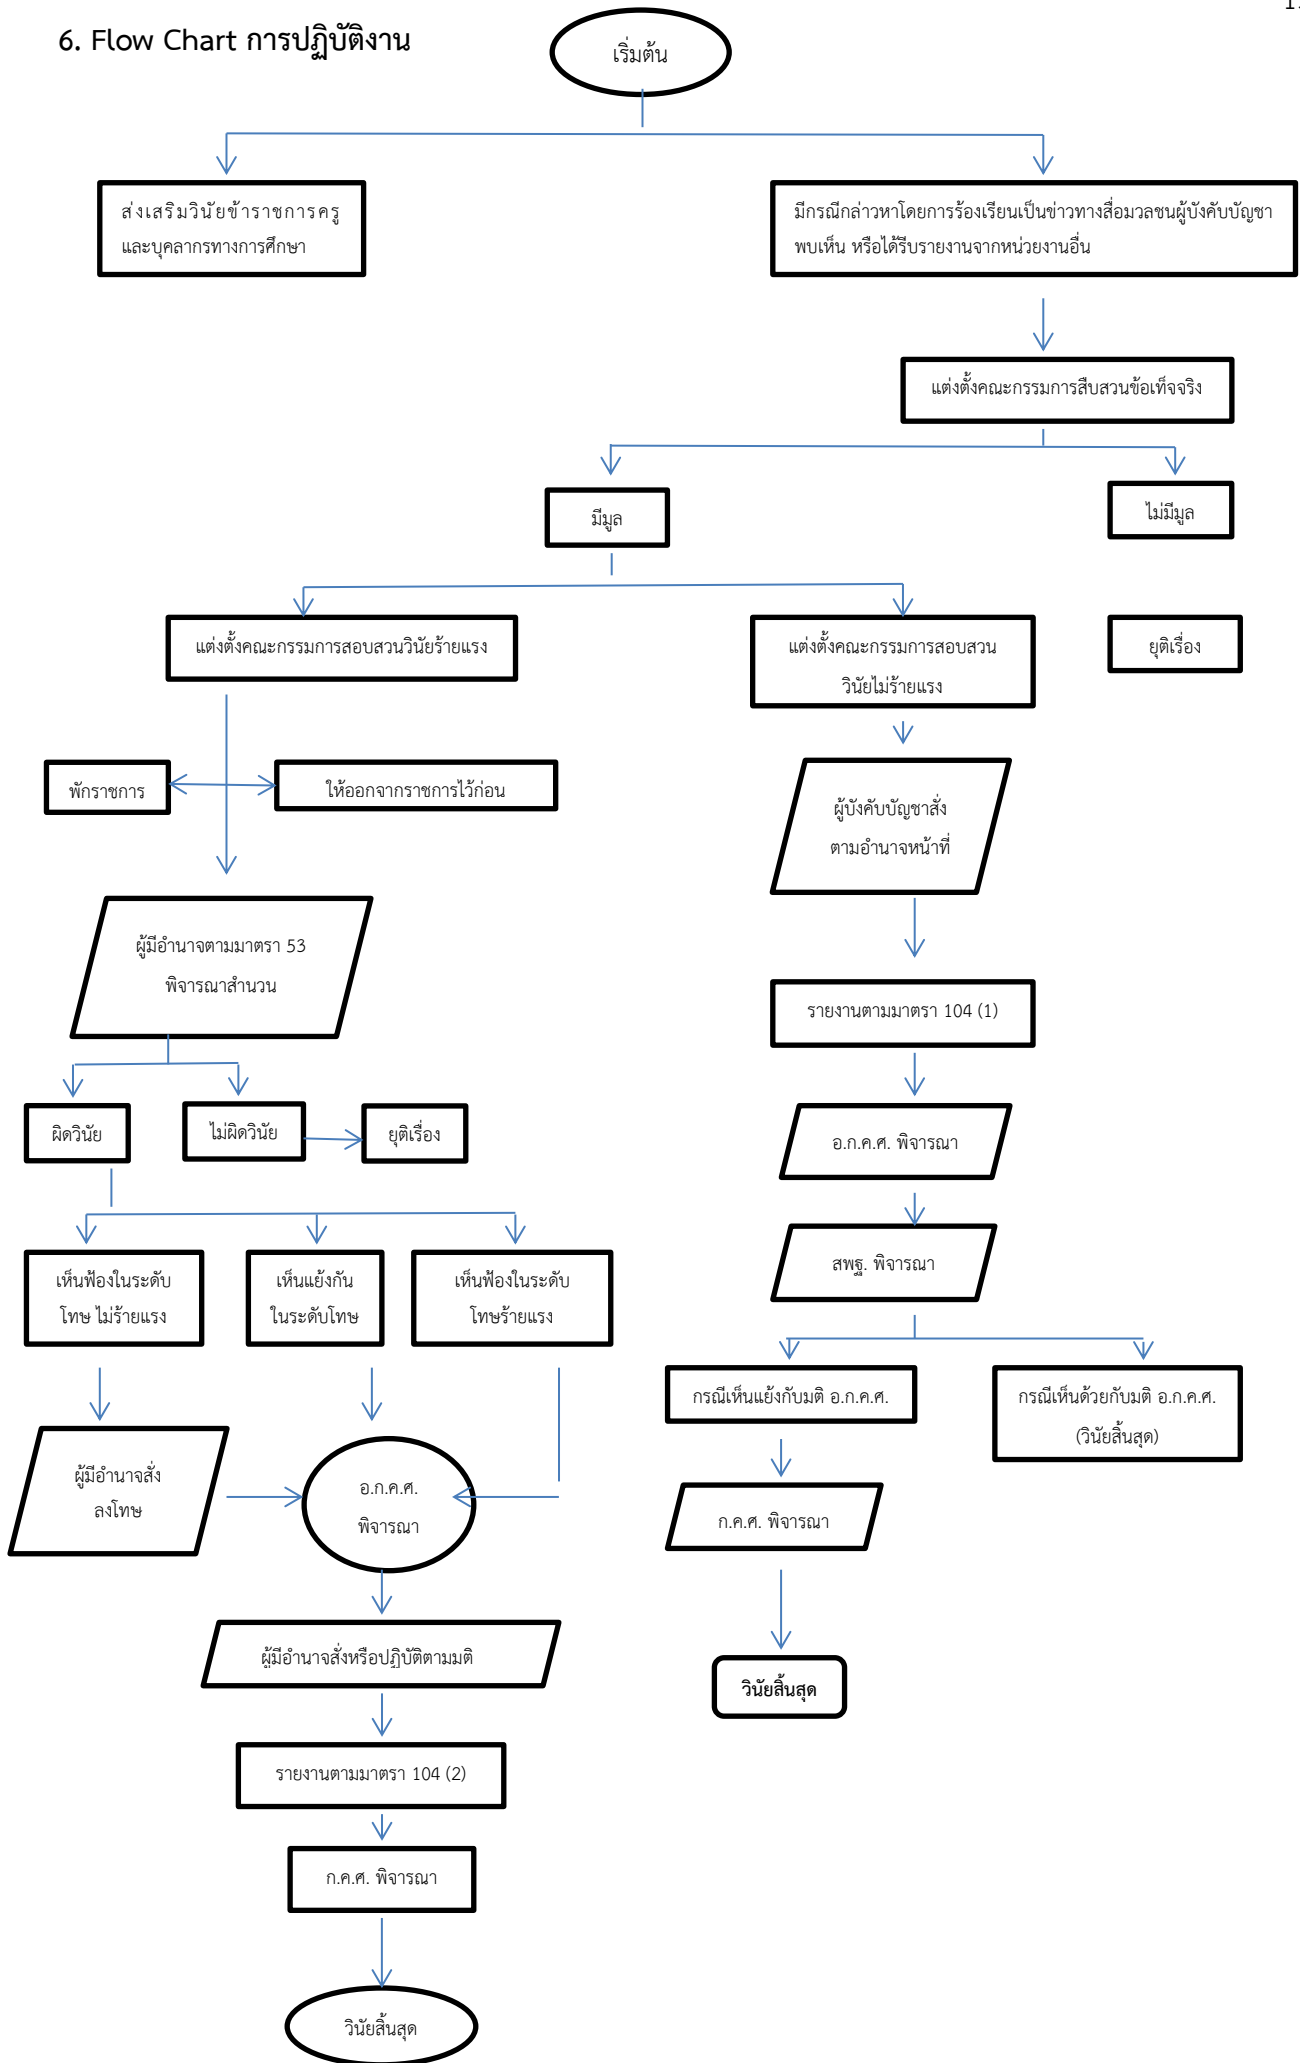 6. Flow Chart การปฏิบัติงาน
เริ่มต้น
ส่งเสริมวินัยข้าราชการครู
และบุคลากรทางการศึกษา
มีกรณีกล่าวหาโดยการร้องเรียนเป็นข่าวทางสื่อมวลชนผู้บังคับบัญชา
พบเห็น หรือได้รีบรายงานจากหน่วยงานอื่น
แต่งตั้งคณะกรรมการสืบสวนข้อเท็จจริง
มีมูล
ไม่มีมูล
แต่งตั้งคณะกรรมการสอบสวนวินัยร้ายแรง
แต่งตั้งคณะกรรมการสอบสวน
วินัยไม่ร้ายแรง
ยุติเรื่อง
พักราชการ
ให้ออกจากราชการไว้ก่อน
ผู้บังคับบัญชาสั่ง
ตามอำนาจหน้าที่
ผู้มีอำนาจตามมาตรา 53
พิจารณาสำนวน
รายงานตามมาตรา 104 (1)
ผิดวินัย
ไม่ผิดวินัย
ยุติเรื่อง
อ.ก.ค.ศ. พิจารณา
สพฐ. พิจารณา
เห็นฟ้องในระดับ
โทษ ไม่ร้ายแรง
เห็นแย้งกัน
ในระดับโทษ
เห็นฟ้องในระดับ
โทษร้ายแรง
กรณีเห็นแย้งกับมติ อ.ก.ค.ศ.
กรณีเห็นด้วยกับมติ อ.ก.ค.ศ.
(วินัยสิ้นสุด)
ผู้มีอำนาจสั่ง
ลงโทษ
อ.ก.ค.ศ.
พิจารณา
ก.ค.ศ. พิจารณา
ผู้มีอำนาจสั่งหรือปฏิบัติตามมติ
วินัยสิ้นสุด
รายงานตามมาตรา 104 (2)
ก.ค.ศ. พิจารณา
วินัยสิ้นสุด